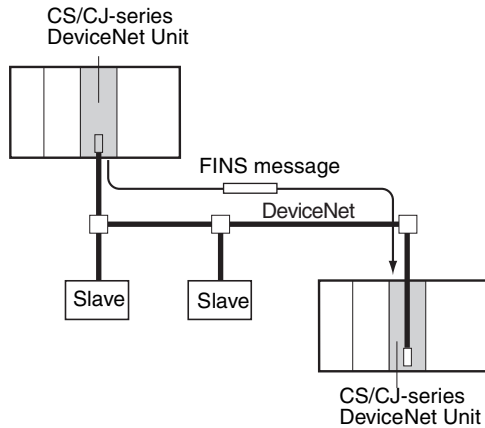 CS/CJ-series
DeviceNet Unit
FINS message
DeviceNet
Slave
Slave
CS/CJ-series
DeviceNet Unit